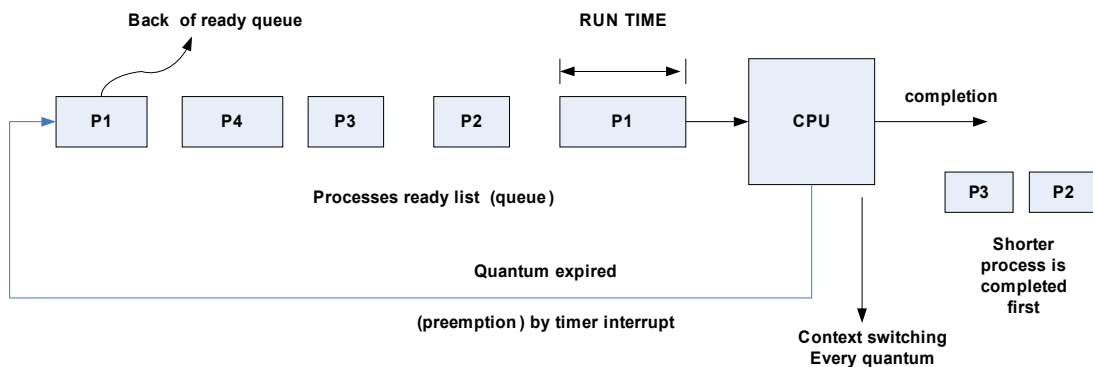 Back of ready queue
RUN TIME
completion
P1
P4
P3
P2
P1
CPU
Processes ready list (queue)
P3
P2
Shorter
process is
completed
first
Quantum expired
(preemption) by timer interrupt
Context switching
Every quantum